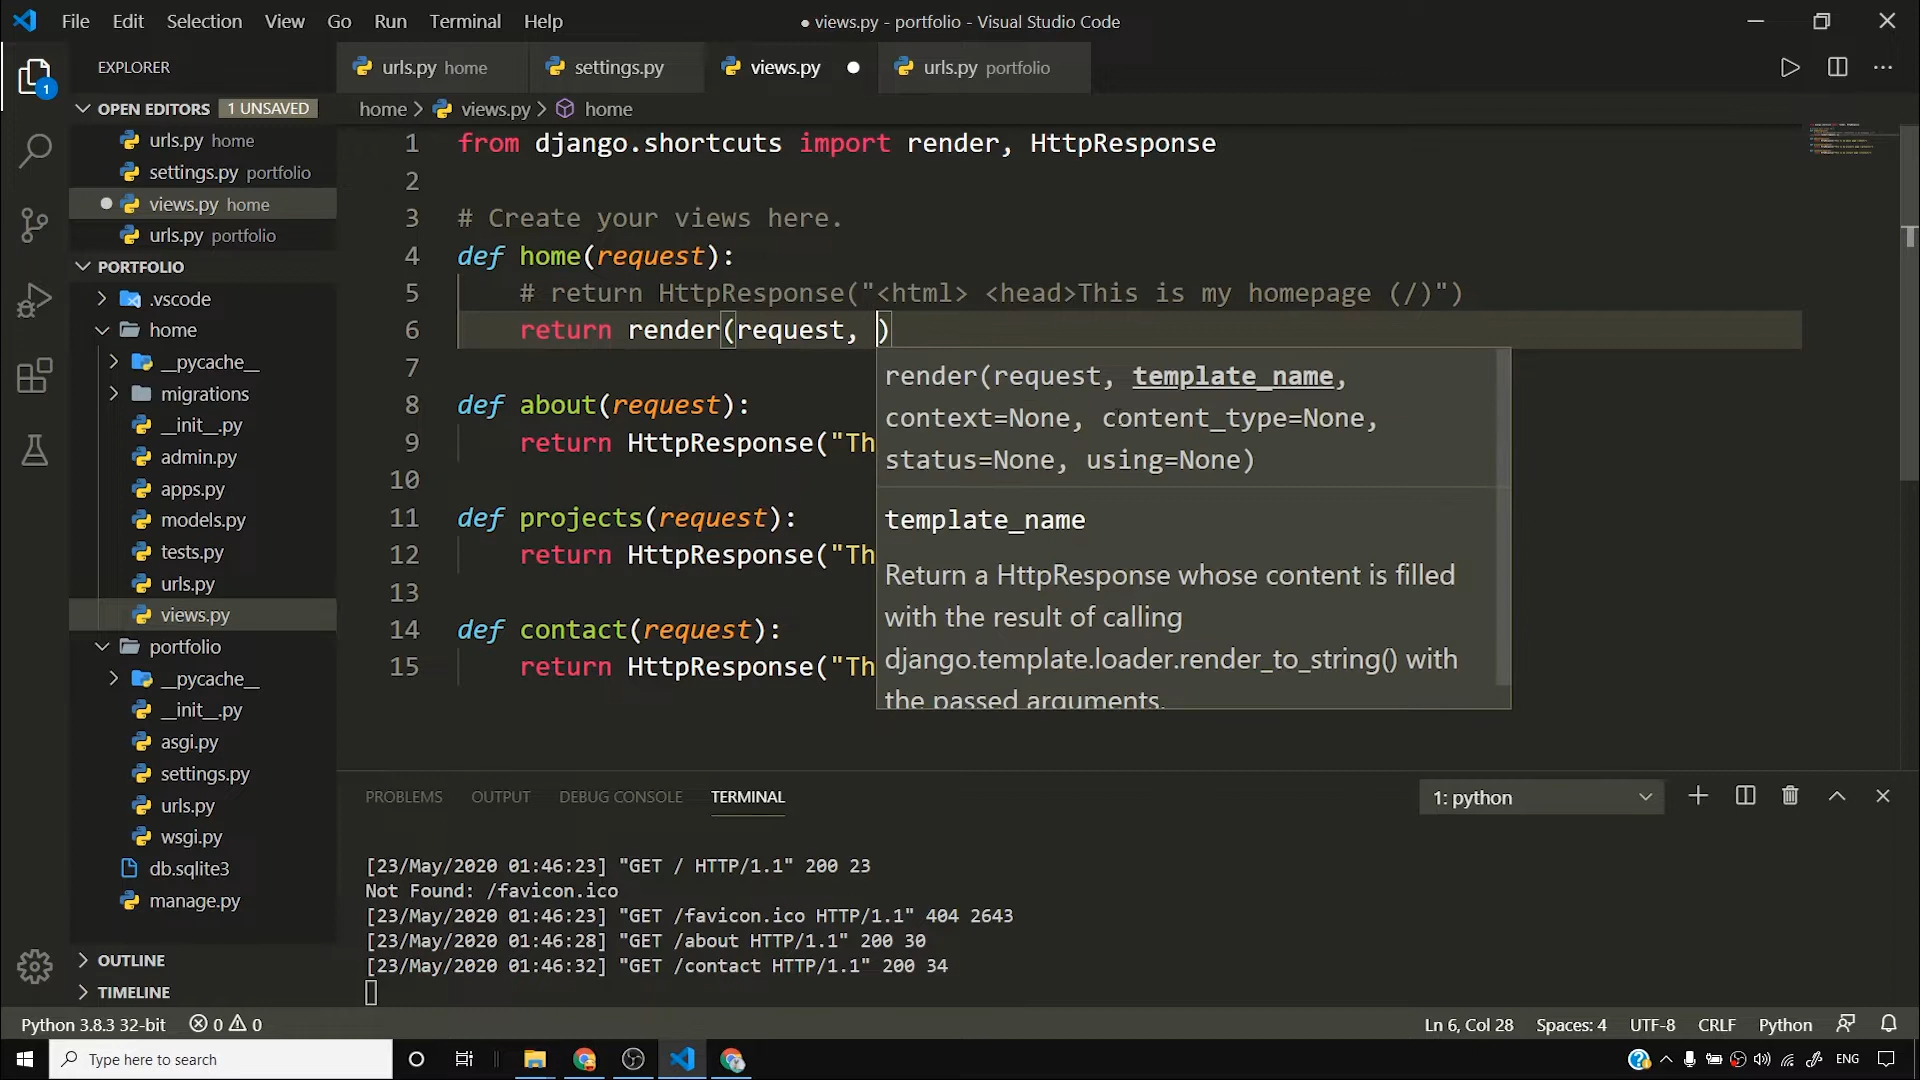 File Edit Selection View Go Run Terminal Help
● views.py - portfolio - Visual Studio Code
EXPLORER
urls.py home
settings.py
views.py
urls.py portfolio
OPEN EDITORS 1 UNSAVED
urls.py home
settings.py portfolio
views.py home
urls.py portfolio
PORTFOLIO
.vscode
home
__pycache__
migrations
__init__.py
admin.py
apps.py
models.py
tests.py
urls.py
views.py
portfolio
__pycache__
__init__.py
asgi.py
settings.py
urls.py
wsgi.py
db.sqlite3
manage.py
OUTLINE
TIMELINE
1
home > views.py > home
1 from django.shortcuts import render, HttpResponse
2
3 # Create your views here.
4 def home(request):
5 # return HttpResponse("<html> <head>This is my homepage (/)")
6 return render(request, )
7
8 def about(request):
9 return HttpResponse("Th
10
11 def projects(request):
12 return HttpResponse("Th
13
14 def contact(request):
15 return HttpResponse("Th
render(request, template_name,
context=None, content_type=None,
status=None, using=None)
template_name
Return a HttpResponse whose content is filled
with the result of calling
django.template.loader.render_to_string() with
the passed arguments.
PROBLEMS OUTPUT DEBUG CONSOLE TERMINAL
1: python
[23/May/2020 01:46:23] "GET / HTTP/1.1" 200 23
Not Found: /favicon.ico
[23/May/2020 01:46:23] "GET /favicon.ico HTTP/1.1" 404 2643
[23/May/2020 01:46:28] "GET /about HTTP/1.1" 200 30
[23/May/2020 01:46:32] "GET /contact HTTP/1.1" 200 34
Python 3.8.3 32-bit 0 0
Ln 6, Col 28 Spaces: 4 UTF-8 CRLF Python
Type here to search
ENG